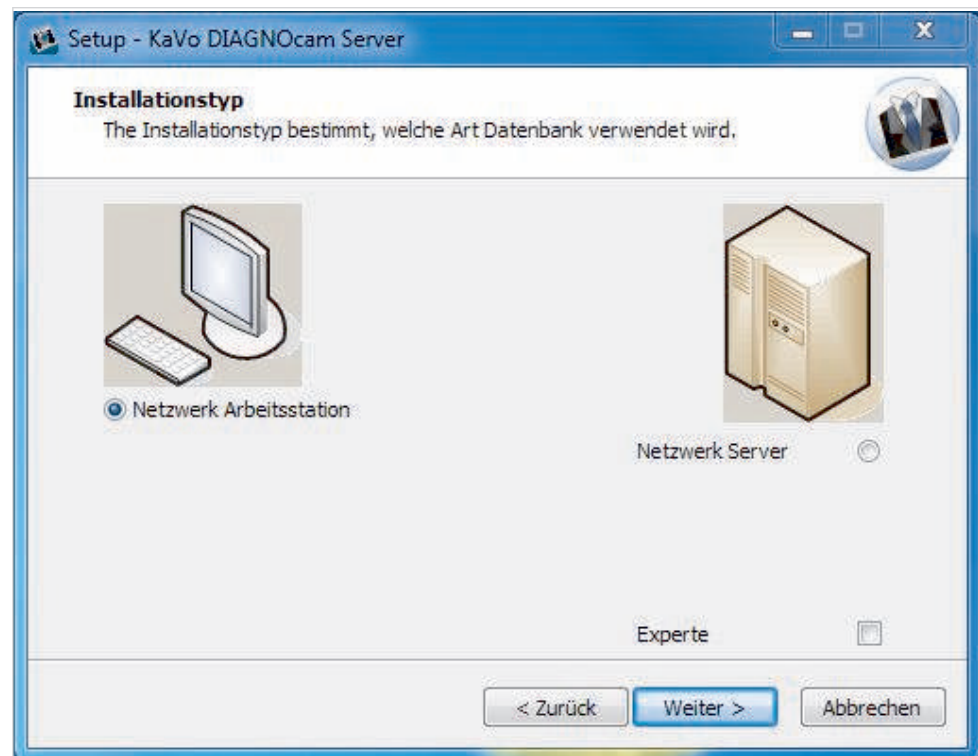 Setup - KaVo DIAGNOcam Server
Installationstyp
The Installationstyp bestimmt, welche Art Datenbank verwendet wird.
Netzwerk Arbeitsstation
Netzwerk Server
Experte
< Zurück
Weiter >
Abbrechen